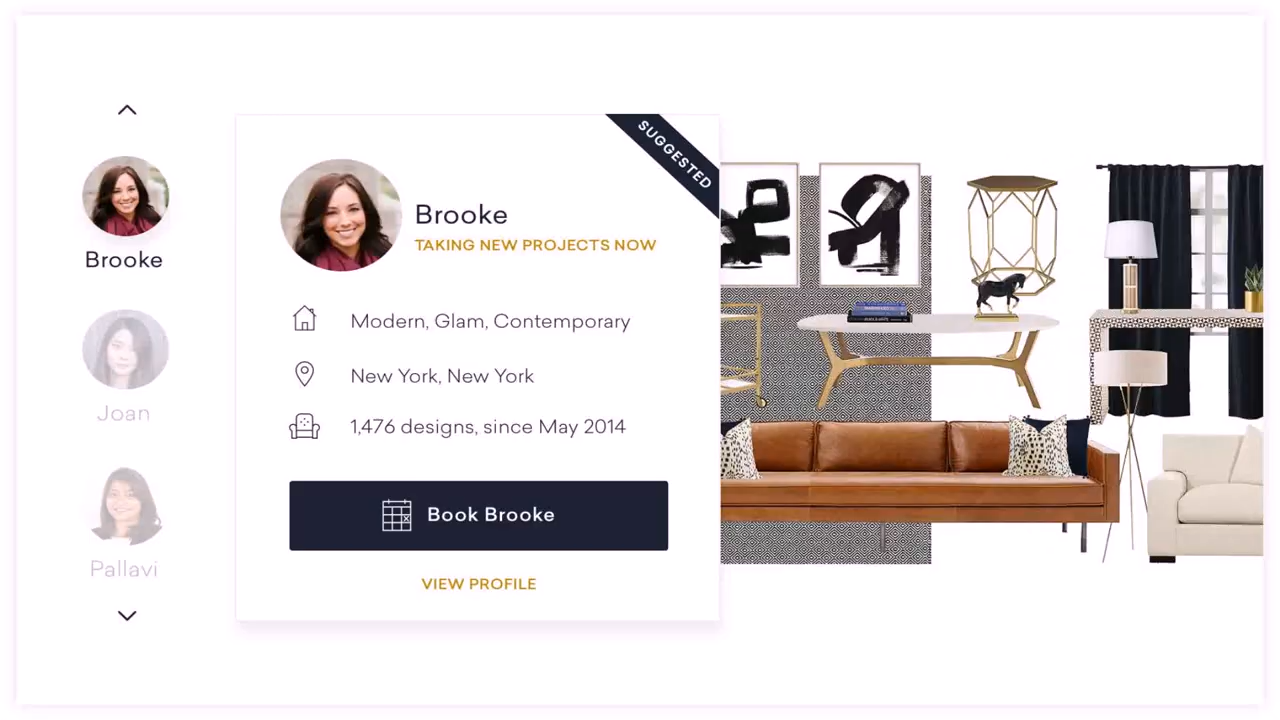 Brooke
Joan
Pallavi
SUGGESTED
Brooke
TAKING NEW PROJECTS NOW
Modern, Glam, Contemporary
New York, New York
1,476 designs, since May 2014
Book Brooke
VIEW PROFILE